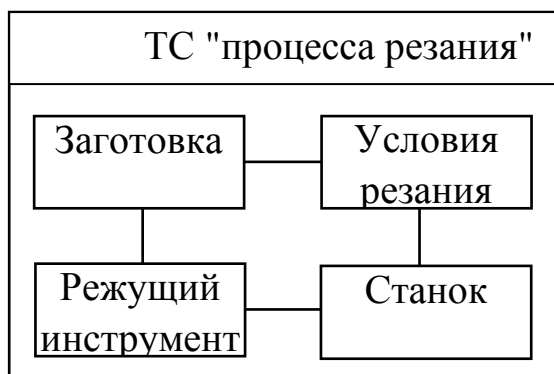 ТС "процесса резания"
Заготовка
Условия
резания
Режущий
инструмент
Станок